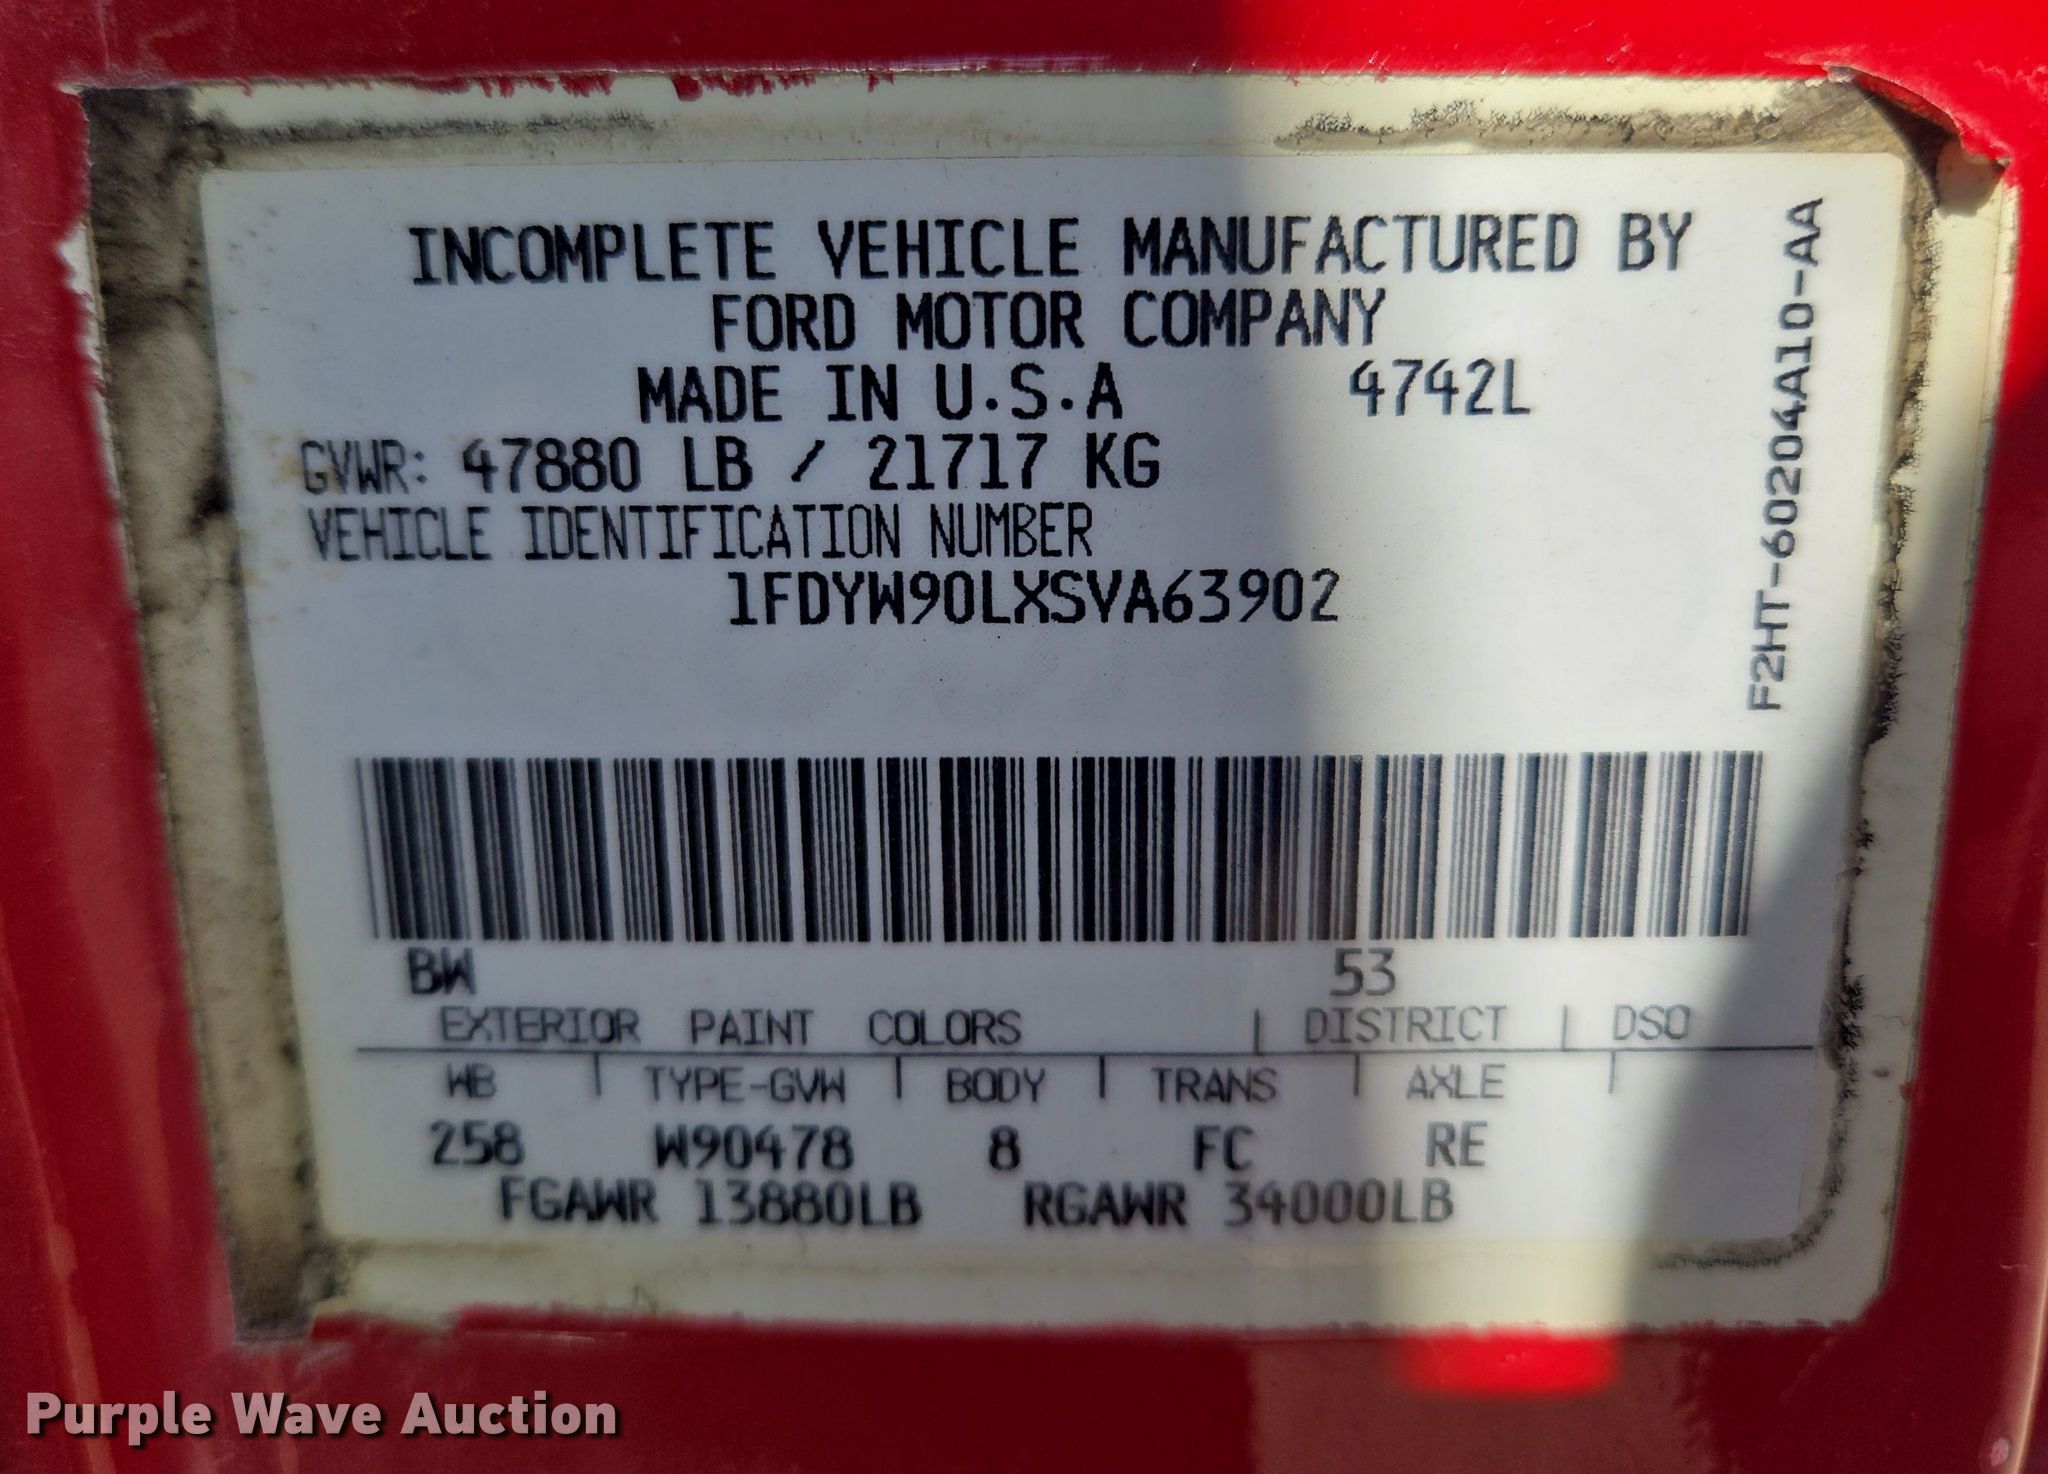 INCOMPLETE VEHICLE MANUFACTURED BY
FORD MOTOR COMPANY
MADE IN U.S.A 4742L
GVWR: 47880 LB / 21717 KG
VEHICLE IDENTIFICATION NUMBER
1FDYW90LXSVA63902
F2HT-60204A10-AA
BW 53
EXTERIOR PAINT COLORS | DISTRICT | DSO
WB | TYPE-GVW | BODY | TRANS | AXLE |
258 W90478 8 FC RE
FGAWR 13880LB RGAWR 34000LB
Purple Wave Auction